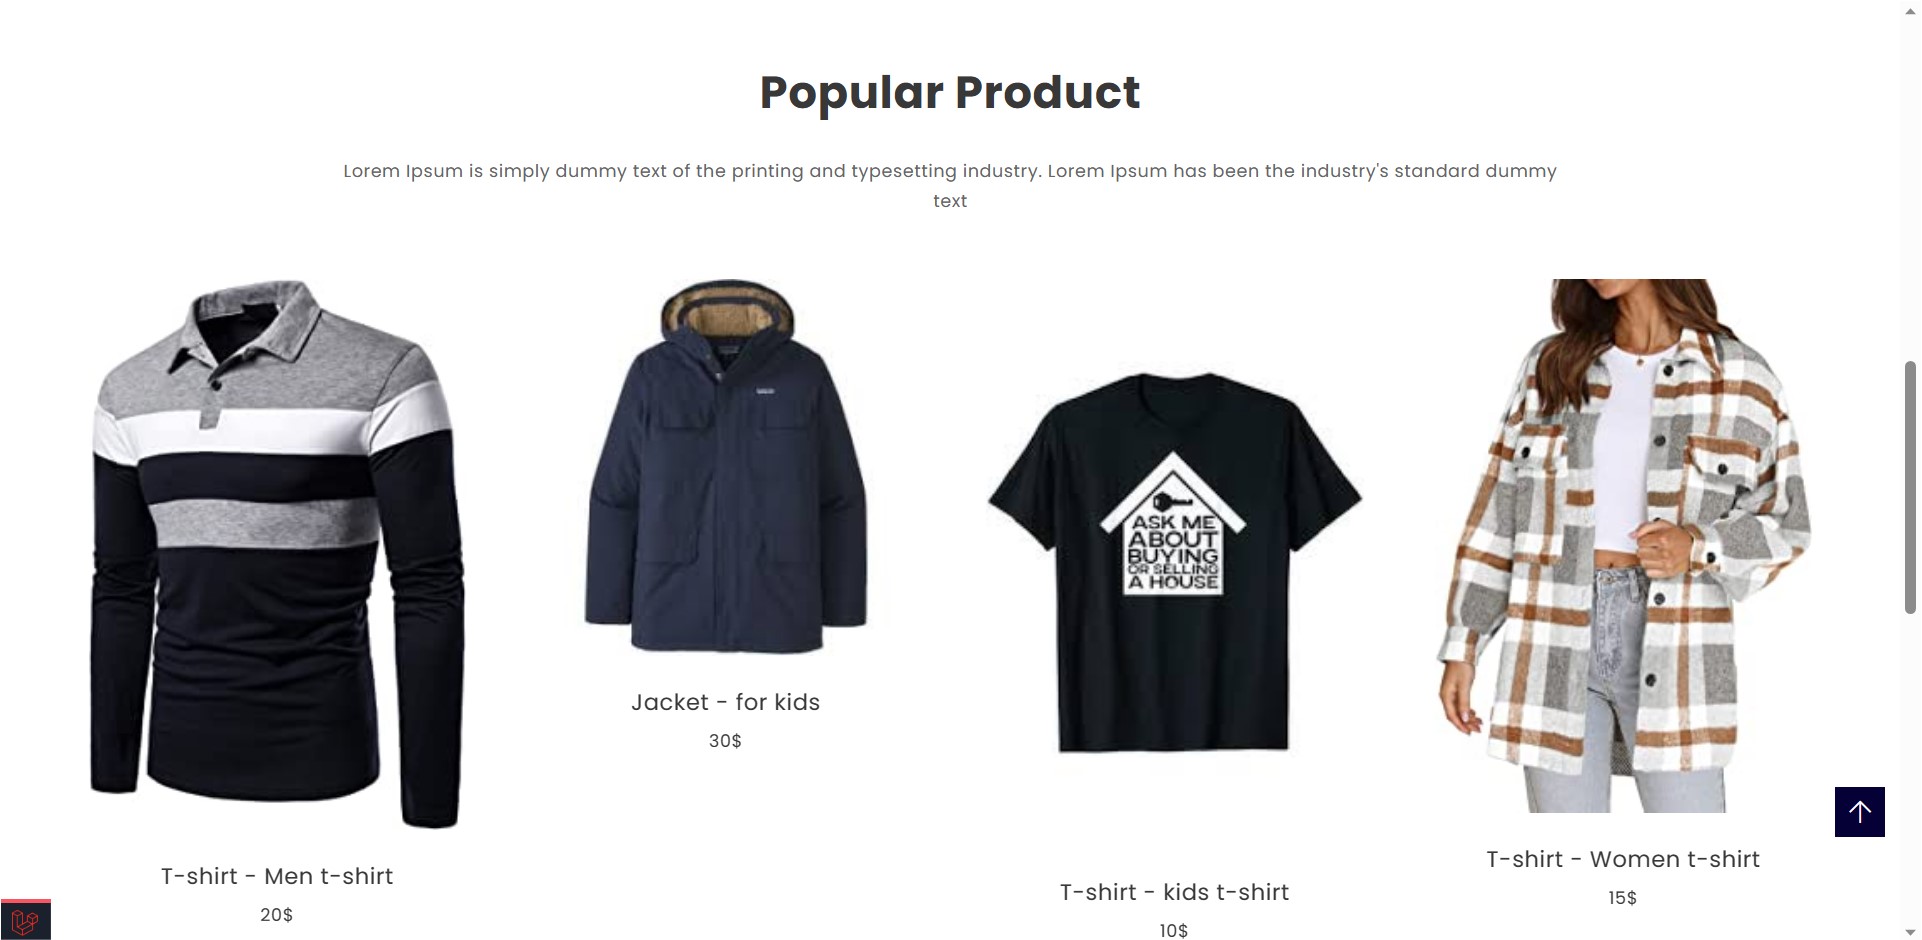 Popular Product
Lorem Ipsum is simply dummy text of the printing and typesetting industry. Lorem Ipsum has been the industry's standard dummy
text
ASK ME
ABOUT
BUYING
OR SELLING
A HOUSE
Jacket - for kids
30$
T-shirt - Men t-shirt
20$
T-shirt - kids t-shirt
10$
T-shirt - Women t-shirt
15$